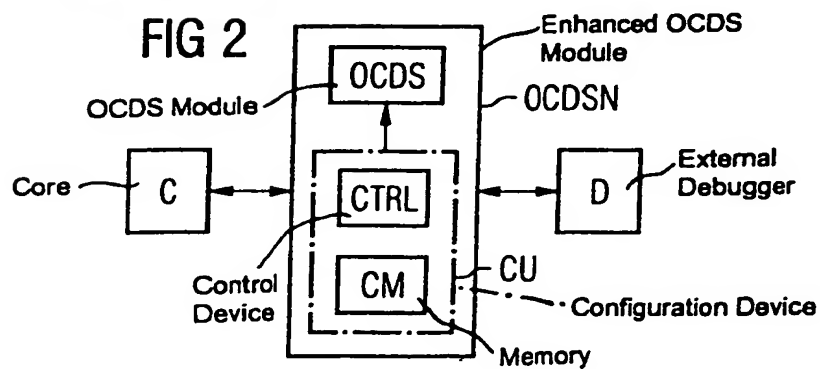 FIG 2
Enhanced OCDS
Module
OCDS
OCDS Module
OCDSN
Core
C
CTRL
D
External
Debugger
Control
Device
CM
CU
Configuration Device
Memory